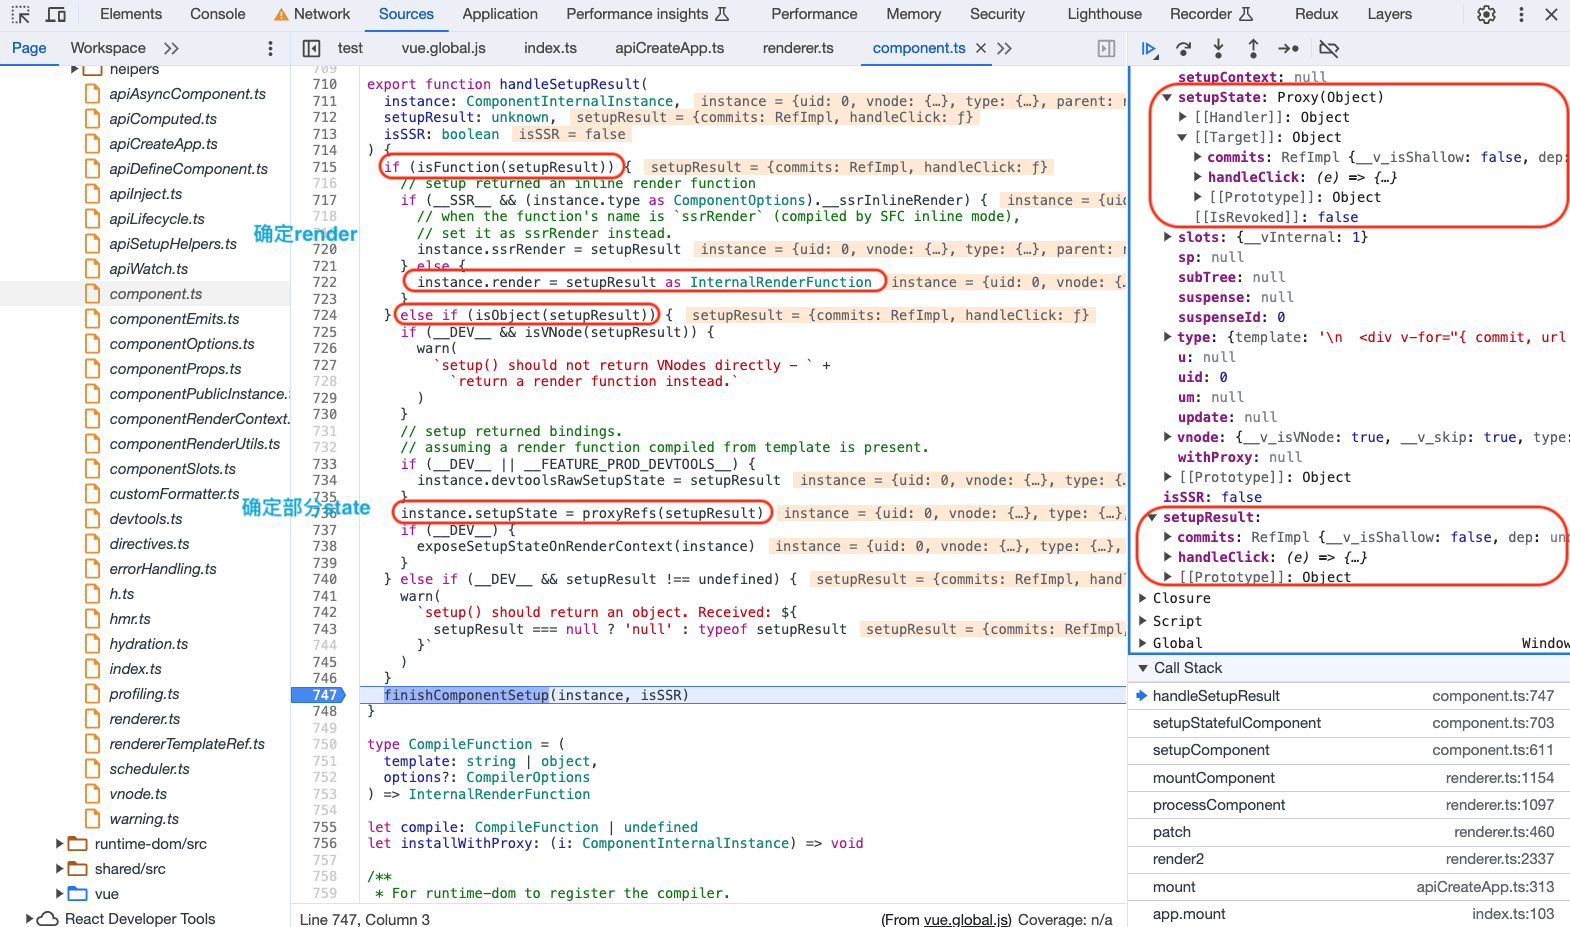 Elements Console Network Sources Application Performance insights Performance Memory Security Lighthouse Recorder Redux Layers
Page Workspace
test vue.global.js index.ts apiCreateApp.ts renderer.ts component.ts
helpers
apiAsyncComponent.ts
apiComputed.ts
apiCreateApp.ts
apiDefineComponent.ts
apiInject.ts
apiLifecycle.ts
apiSetupHelpers.ts
apiWatch.ts
component.ts
componentEmits.ts
componentOptions.ts
componentProps.ts
componentPublicInstance.
componentRenderContext.
componentRenderUtils.ts
componentSlots.ts
customFormatter.ts
devtools.ts
directives.ts
errorHandling.ts
h.ts
hmr.ts
hydration.ts
index.ts
profiling.ts
renderer.ts
rendererTemplateRef.ts
scheduler.ts
vnode.ts
warning.ts
runtime-dom/src
shared/src
vue
React Developer Tools
确定render
确定部分state
709
710 export function handleSetupResult(
711 instance: ComponentInternalInstance, instance = {uid: 0, vnode: {…}, type: {…}, parent: n
712 setupResult: unknown, setupResult = {commits: RefImpl, handleClick: ƒ}
713 isSSR: boolean isSSR = false
714 ) {
715 if (isFunction(setupResult)) { setupResult = {commits: RefImpl, handleClick: ƒ}
716 // setup returned an inline render function
717 if (__SSR__ && (instance.type as ComponentOptions).__ssrInlineRender) { instance = {uid
718 // when the function's name is `ssrRender` (compiled by SFC inline mode),
// set it as ssrRender instead.
720 instance.ssrRender = setupResult instance = {uid: 0, vnode: {…}, type: {…}, parent: n
721 } else {
722 instance.render = setupResult as InternalRenderFunction instance = {uid: 0, vnode: {…
723 }
724 } else if (isObject(setupResult)) { setupResult = {commits: RefImpl, handleClick: ƒ}
725 if (__DEV__ && isVNode(setupResult)) {
726 warn(
727 `setup() should not return VNodes directly - ` +
728 `return a render function instead.`
729 )
730 }
731 // setup returned bindings.
732 // assuming a render function compiled from template is present.
733 if (__DEV__ || __FEATURE_PROD_DEVTOOLS__) {
734 instance.devtoolsRawSetupState = setupResult instance = {uid: 0, vnode: {…}, type: {…
735 }
736 instance.setupState = proxyRefs(setupResult) instance = {uid: 0, vnode: {…}, type: {…},
737 if (__DEV__) {
738 exposeSetupStateOnRenderContext(instance) instance = {uid: 0, vnode: {…}, type: {…},
739 }
740 } else if (__DEV__ && setupResult !== undefined) { setupResult = {commits: RefImpl, hand
741 warn(
742 `setup() should return an object. Received: ${
743 setupResult === null ? 'null' : typeof setupResult setupResult = {commits: RefImpl,
744 }`
745 )
746 }
747 finishComponentSetup(instance, isSSR)
748 }
749
750 type CompileFunction = (
751 template: string | object,
752 options?: CompilerOptions
753 ) => InternalRenderFunction
754
755 let compile: CompileFunction | undefined
756 let installWithProxy: (i: ComponentInternalInstance) => void
757
758 /**
759 * For runtime-dom to register the compiler.
Line 747, Column 3 (From vue.global.js) Coverage: n/a
setupContext: null
setupState: Proxy(Object)
[[Handler]]: Object
[[Target]]: Object
commits: RefImpl {__v_isShallow: false, dep:
handleClick: (e) => {…}
[[Prototype]]: Object
[[IsRevoked]]: false
slots: {__vInternal: 1}
sp: null
subTree: null
suspense: null
suspenseId: 0
type: {template: '\n <div v-for="{ commit, url
u: null
uid: 0
um: null
update: null
vnode: {__v_isVNode: true, __v_skip: true, type:
withProxy: null
[[Prototype]]: Object
isSSR: false
setupResult:
commits: RefImpl {__v_isShallow: false, dep: und
handleClick: (e) => {…}
[[Prototype]]: Object
Closure
Script
Global Window
Call Stack
handleSetupResult component.ts:747
setupStatefulComponent component.ts:703
setupComponent component.ts:611
mountComponent renderer.ts:1154
processComponent renderer.ts:1097
patch renderer.ts:460
render2 renderer.ts:2337
mount apiCreateApp.ts:313
app.mount index.ts:103